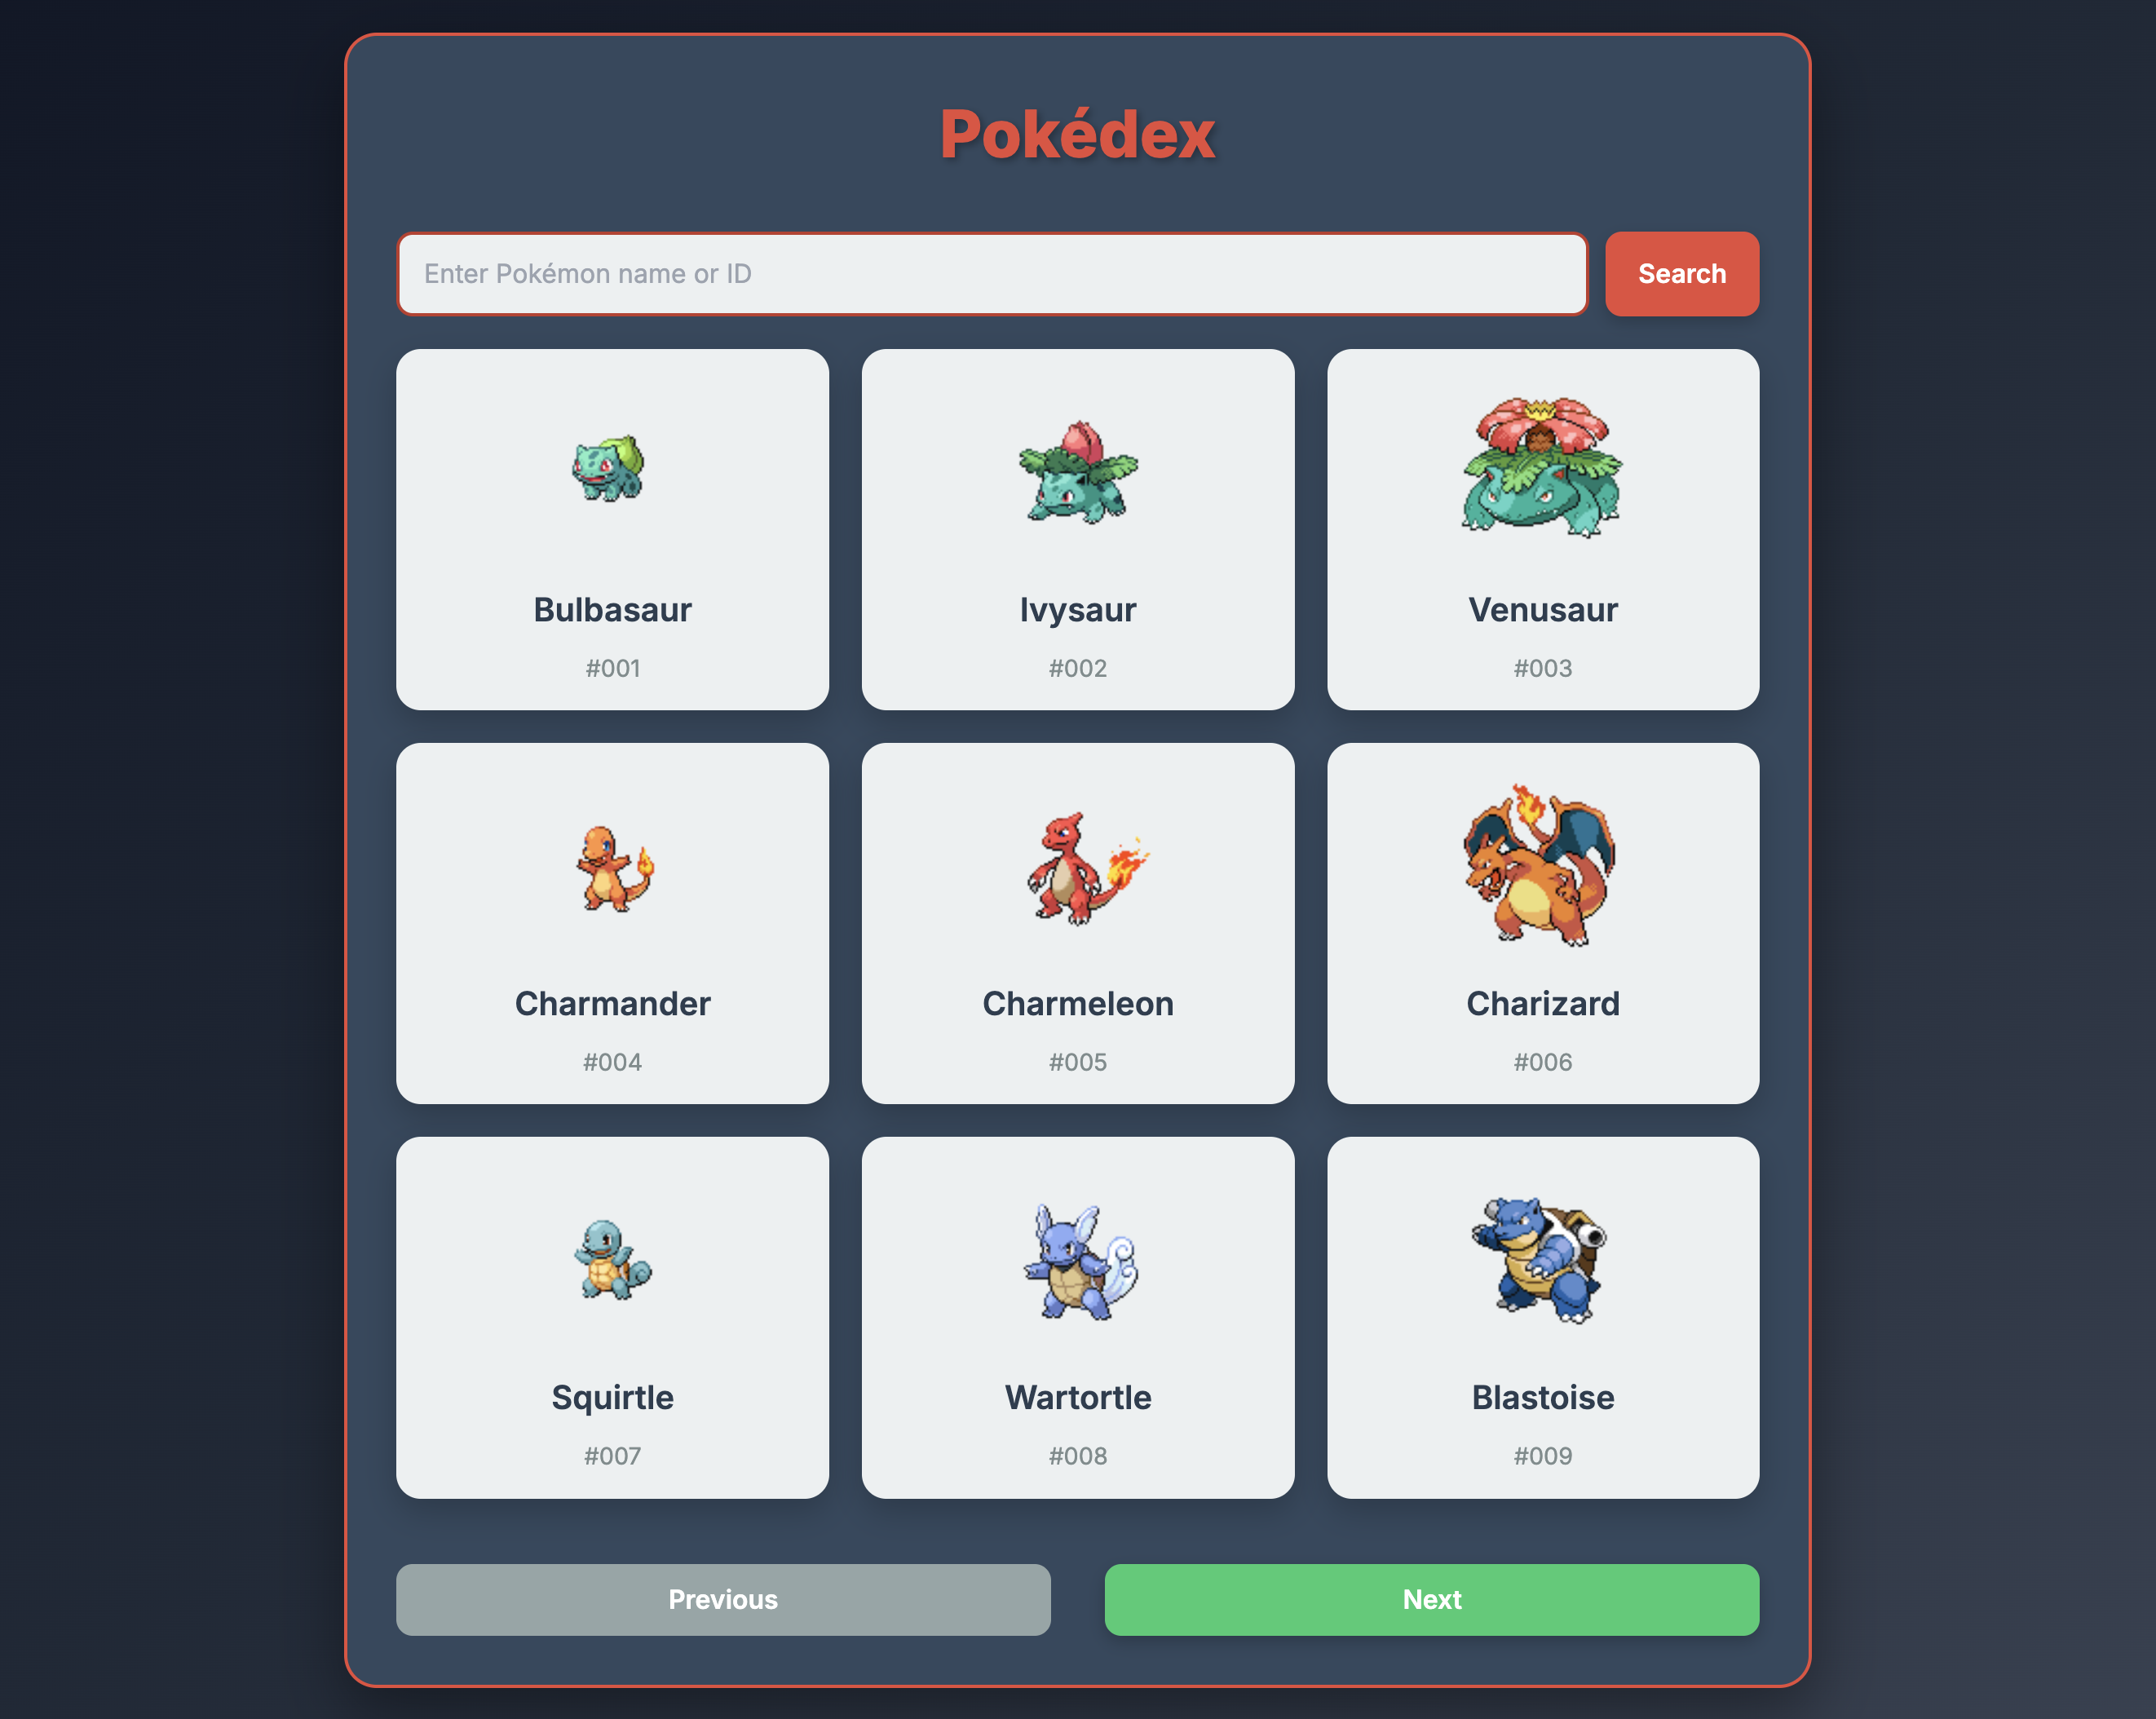 Pokédex
Enter Pokémon name or ID
Search
Bulbasaur
#001
Ivysaur
#002
Venusaur
#003
Charmander
#004
Charmeleon
#005
Charizard
#006
Squirtle
#007
Wartortle
#008
Blastoise
#009
Previous
Next